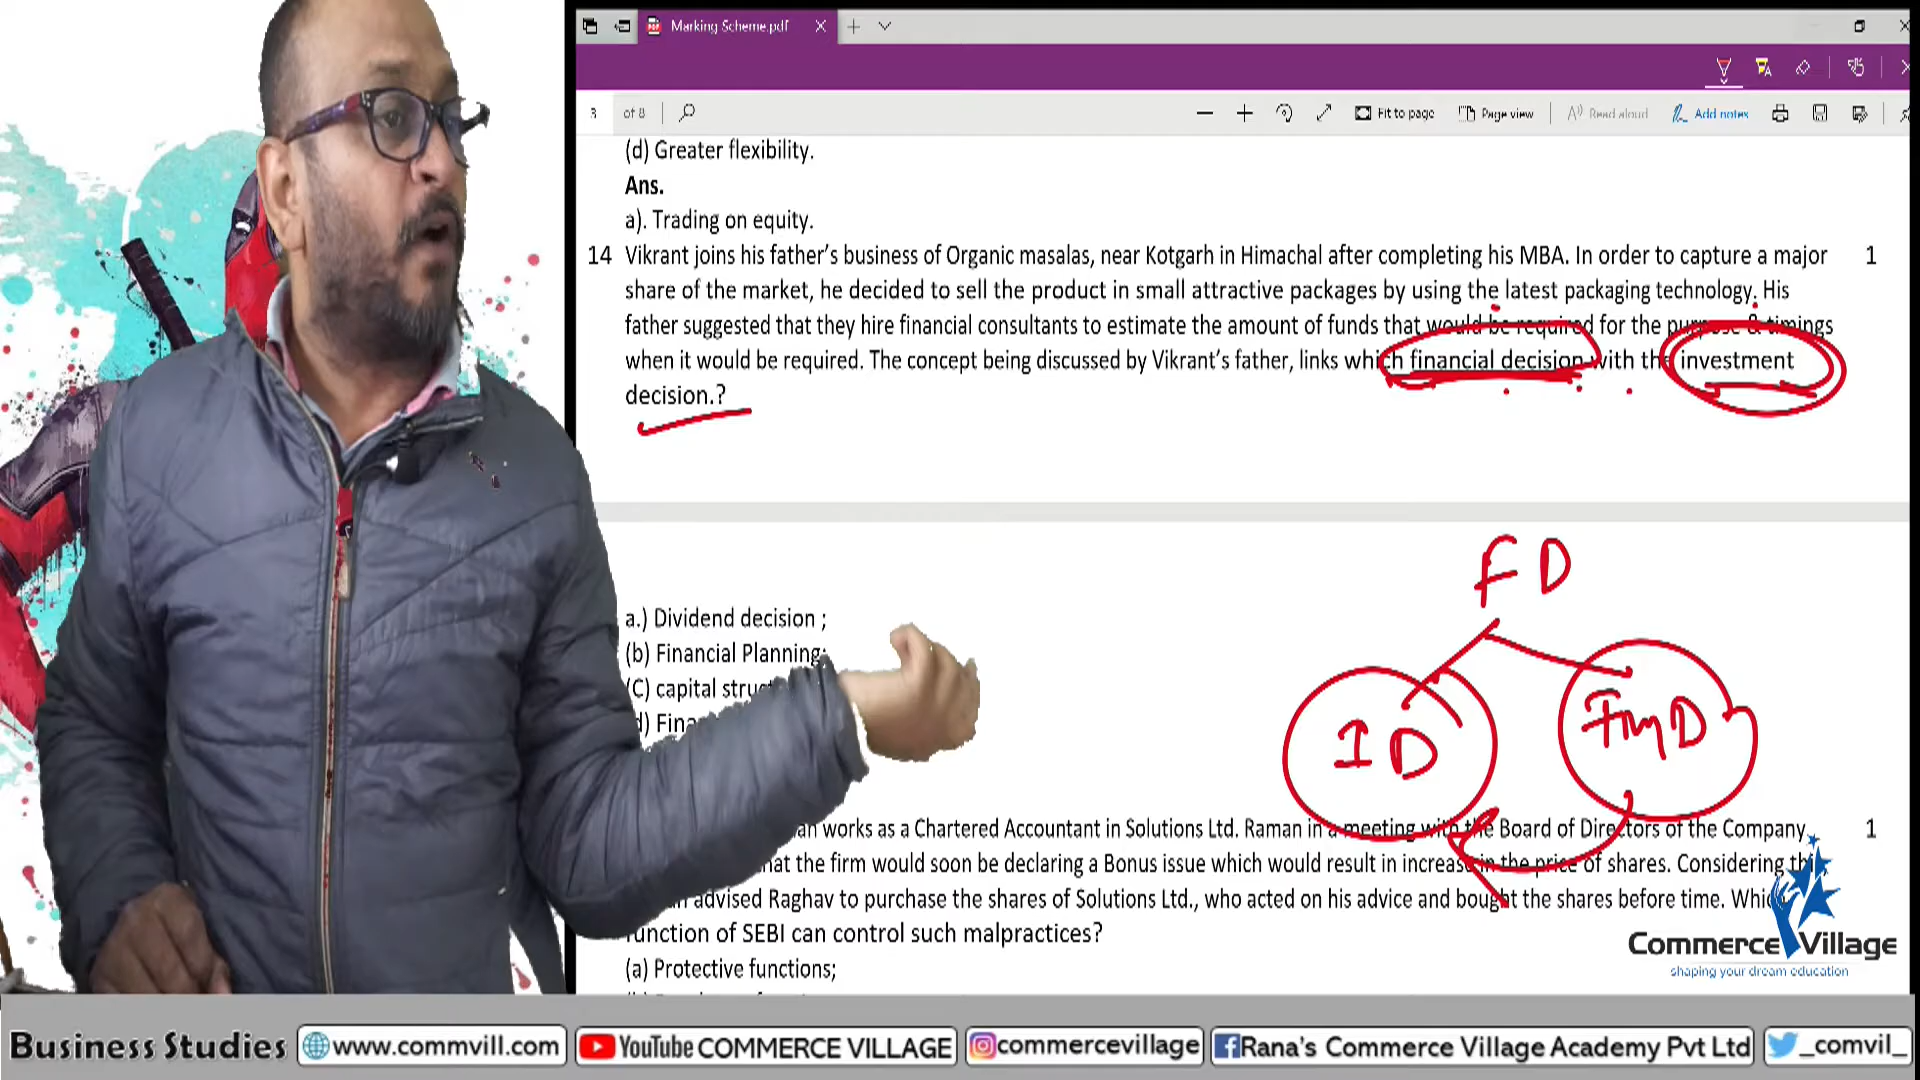 Marking Scheme.pdf
3 of 8
Fit to page
Page view
Read aloud
Add notes
(d) Greater flexibility.
Ans.
a). Trading on equity.
14 Vikrant joins his father's business of Organic masalas, near Kotgarh in Himachal after completing his MBA. In order to capture a major 1
share of the market, he decided to sell the product in small attractive packages by using the latest packaging technology. His
father suggested that they hire financial consultants to estimate the amount of funds that would be required for the purpose & timings
when it would be required. The concept being discussed by Vikrant's father, links which financial decision with the investment
decision.?
F D
a.) Dividend decision ;
(b) Financial Planning;
(C) capital
I D
works as a Chartered Accountant in Solutions Ltd. Raman in a meeting with the Board of Directors of the Company 1
the firm would soon be declaring a Bonus issue which would result in increase in the price of shares. Considering
advised Raghav to purchase the shares of Solutions Ltd., who acted on his advice and bought the shares before time.
function of SEBI can control such malpractices?
(a) Protective functions;
Commerce Village
shaping your dream education
Business Studies
www.commvill.com
YouTube COMMERCE VILLAGE
commercevillage
Rana's Commerce Village Academy Pvt Ltd
_comvil_